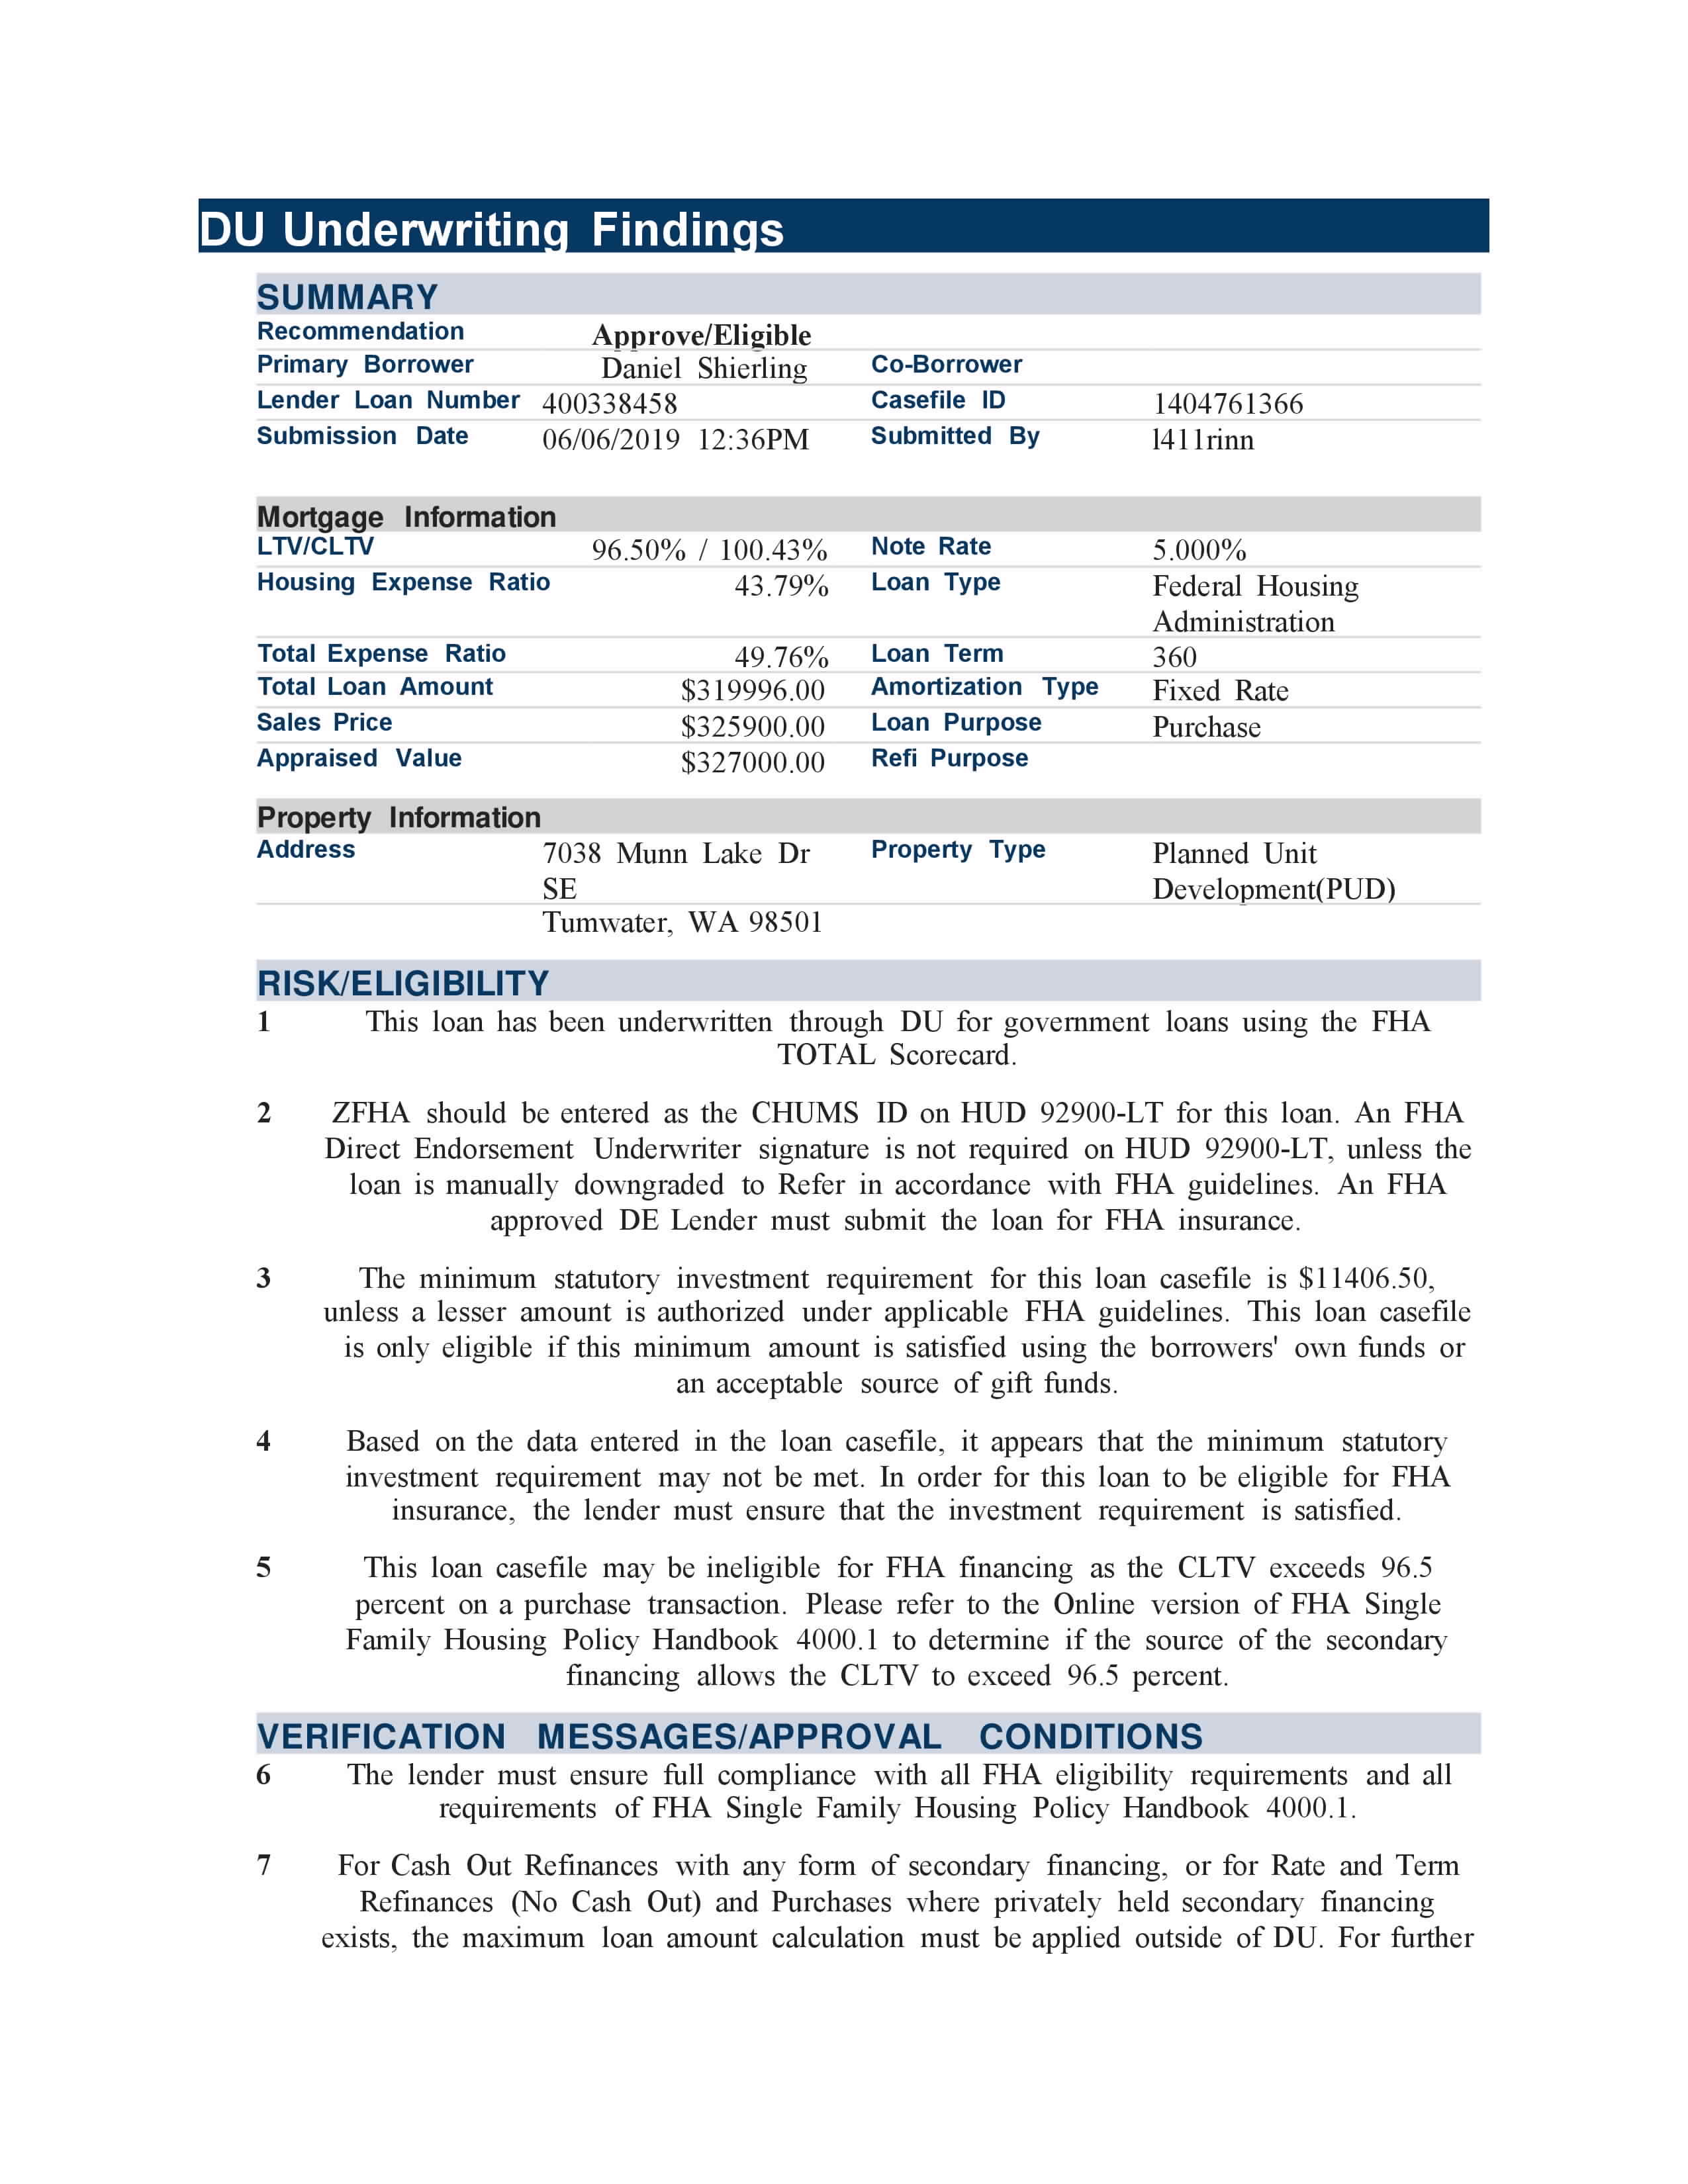 DU Underwriting Findings
SUMMARY
Recommendation Approve/Eligible
Primary Borrower Daniel Shierling Co-Borrower
Lender Loan Number 400338458 Casefile ID 1404761366
Submission Date 06/06/2019 12:36PM Submitted By l411rinn
Mortgage Information
LTV/CLTV 96.50% / 100.43% Note Rate 5.000%
Housing Expense Ratio 43.79% Loan Type Federal Housing
Administration
Total Expense Ratio 49.76% Loan Term 360
Total Loan Amount $319996.00 Amortization Type Fixed Rate
Sales Price $325900.00 Loan Purpose Purchase
Appraised Value $327000.00 Refi Purpose
Property Information
Address 7038 Munn Lake Dr Property Type Planned Unit
SE Development(PUD)
Tumwater, WA 98501
RISK/ELIGIBILITY
1 This loan has been underwritten through DU for government loans using the FHA
TOTAL Scorecard.
2 ZFHA should be entered as the CHUMS ID on HUD 92900-LT for this loan. An FHA
Direct Endorsement Underwriter signature is not required on HUD 92900-LT, unless the
loan is manually downgraded to Refer in accordance with FHA guidelines. An FHA
approved DE Lender must submit the loan for FHA insurance.
3 The minimum statutory investment requirement for this loan casefile is $11406.50,
unless a lesser amount is authorized under applicable FHA guidelines. This loan casefile
is only eligible if this minimum amount is satisfied using the borrowers' own funds or
an acceptable source of gift funds.
4 Based on the data entered in the loan casefile, it appears that the minimum statutory
investment requirement may not be met. In order for this loan to be eligible for FHA
insurance, the lender must ensure that the investment requirement is satisfied.
5 This loan casefile may be ineligible for FHA financing as the CLTV exceeds 96.5
percent on a purchase transaction. Please refer to the Online version of FHA Single
Family Housing Policy Handbook 4000.1 to determine if the source of the secondary
financing allows the CLTV to exceed 96.5 percent.
VERIFICATION MESSAGES/APPROVAL CONDITIONS
6 The lender must ensure full compliance with all FHA eligibility requirements and all
requirements of FHA Single Family Housing Policy Handbook 4000.1.
7 For Cash Out Refinances with any form of secondary financing, or for Rate and Term
Refinances (No Cash Out) and Purchases where privately held secondary financing
exists, the maximum loan amount calculation must be applied outside of DU. For further